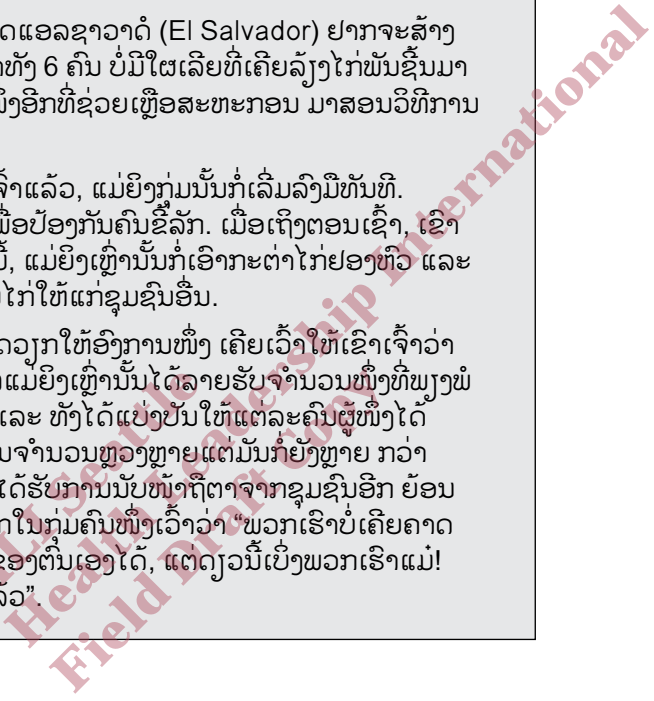 ດແອລຊາວາດໍ (El Salvador) ຢາກຈະສ້າງ
ທັງ 6 ຄົນ ບໍ່ມີໃຜເລີຍທີ່ເຄີຍລ້ຽງໄກ່ພັນຊີ້ນມາ
ອີກທີ່ຊ່ວຍເຫຼືອສະຫະກອນ ມາສອນວິທີການ
ຈົ້າແລ້ວ, ແມ່ຍິງກຸ່ມນັ້ນກໍ່ເລີ່ມລົງມືທັນທີ.
ມື່ອປ້ອງກັນຄົນຂີ້ລັກ. ເມື່ອເຖິງຕອນເຊົ້າ, ເຂົາ
ນີ້, ແມ່ຍິງເຫຼົ່ານັ້ນກໍ່ເອົາກະຕ່າໄກ່ຢອງຫົວ ແລະ
ໄກ່ໃຫ້ແກ່ຊຸມຊົນອື່ນ.
ດວຽກໃຫ້ອົງການໜຶ່ງ ເຄີຍເວົ້າໃຫ້ເຂົາເຈົ້າວ່າ
ແມ່ຍິງເຫຼົ່ານັ້ນໄດ້ລາຍຮັບຈຳນວນໜຶ່ງທີ່ພຽງພໍ
ແລະ ທັງໄດ້ແບ່ງປັນໃຫ້ແຕ່ລະຄົນຜູ້ໜຶ່ງໄດ້
ນຈຳນວນຫຼວງຫຼາຍແຕ່ມັນກໍ່ຍັງຫຼາຍ ກວ່າ
ໄດ້ຮັບການນັບໜ້າຖືຕາຈາກຊຸມຊົນອີກ ຍ້ອນ
ກໃນກຸ່ມຄົນໜຶ່ງເວົ້າວ່າ “ພວກເຮົາບໍ່ເຄີຍຄາດ
ຂອງຕົນເອງໄດ້, ແຕ່ດຽວນີ້ເບິ່ງພວກເຮົາແມ໋!
ລ້ວ”.
LI Seattle
Health Leadership International
Field Draft Copy